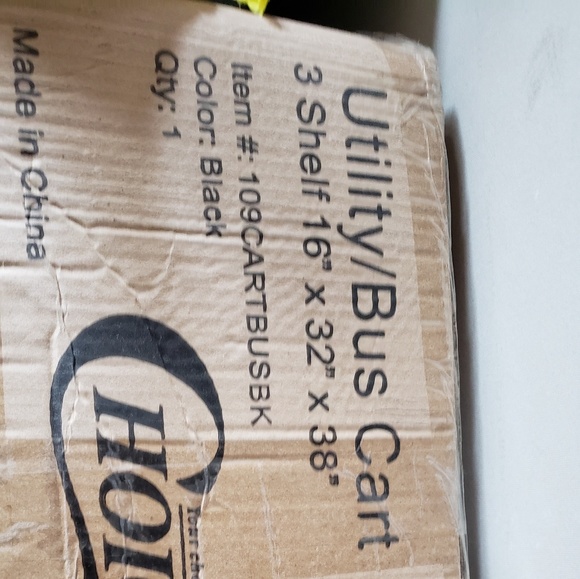 Utility/Bus Cart
3 Shelf 16" x 32" x 38"
Item #: 109CARTBUSBK
Color: Black
Qty: 1
Made in China